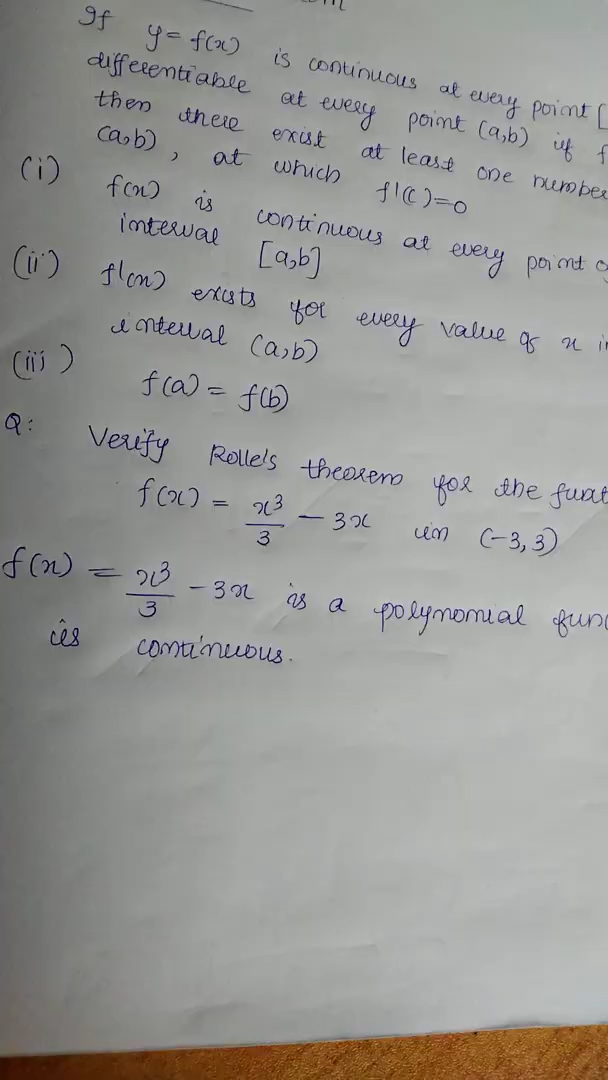 If y = f(x) is continuous at every point [
differentiable at every point (a,b) if f
then there exist at least one number
(a,b), at which f'(c)=0
(i) f(x) is continuous at every point
interval [a,b]
(ii) f'(x) exists for every value of x
interval (a,b)
(iii) f(a) = f(b)
Q: Verify Rolle's theorem for the
f(x) = x³/3 - 3x in (-3,3)
f(x) = x³/3 - 3x is a polynomial
is continuous.